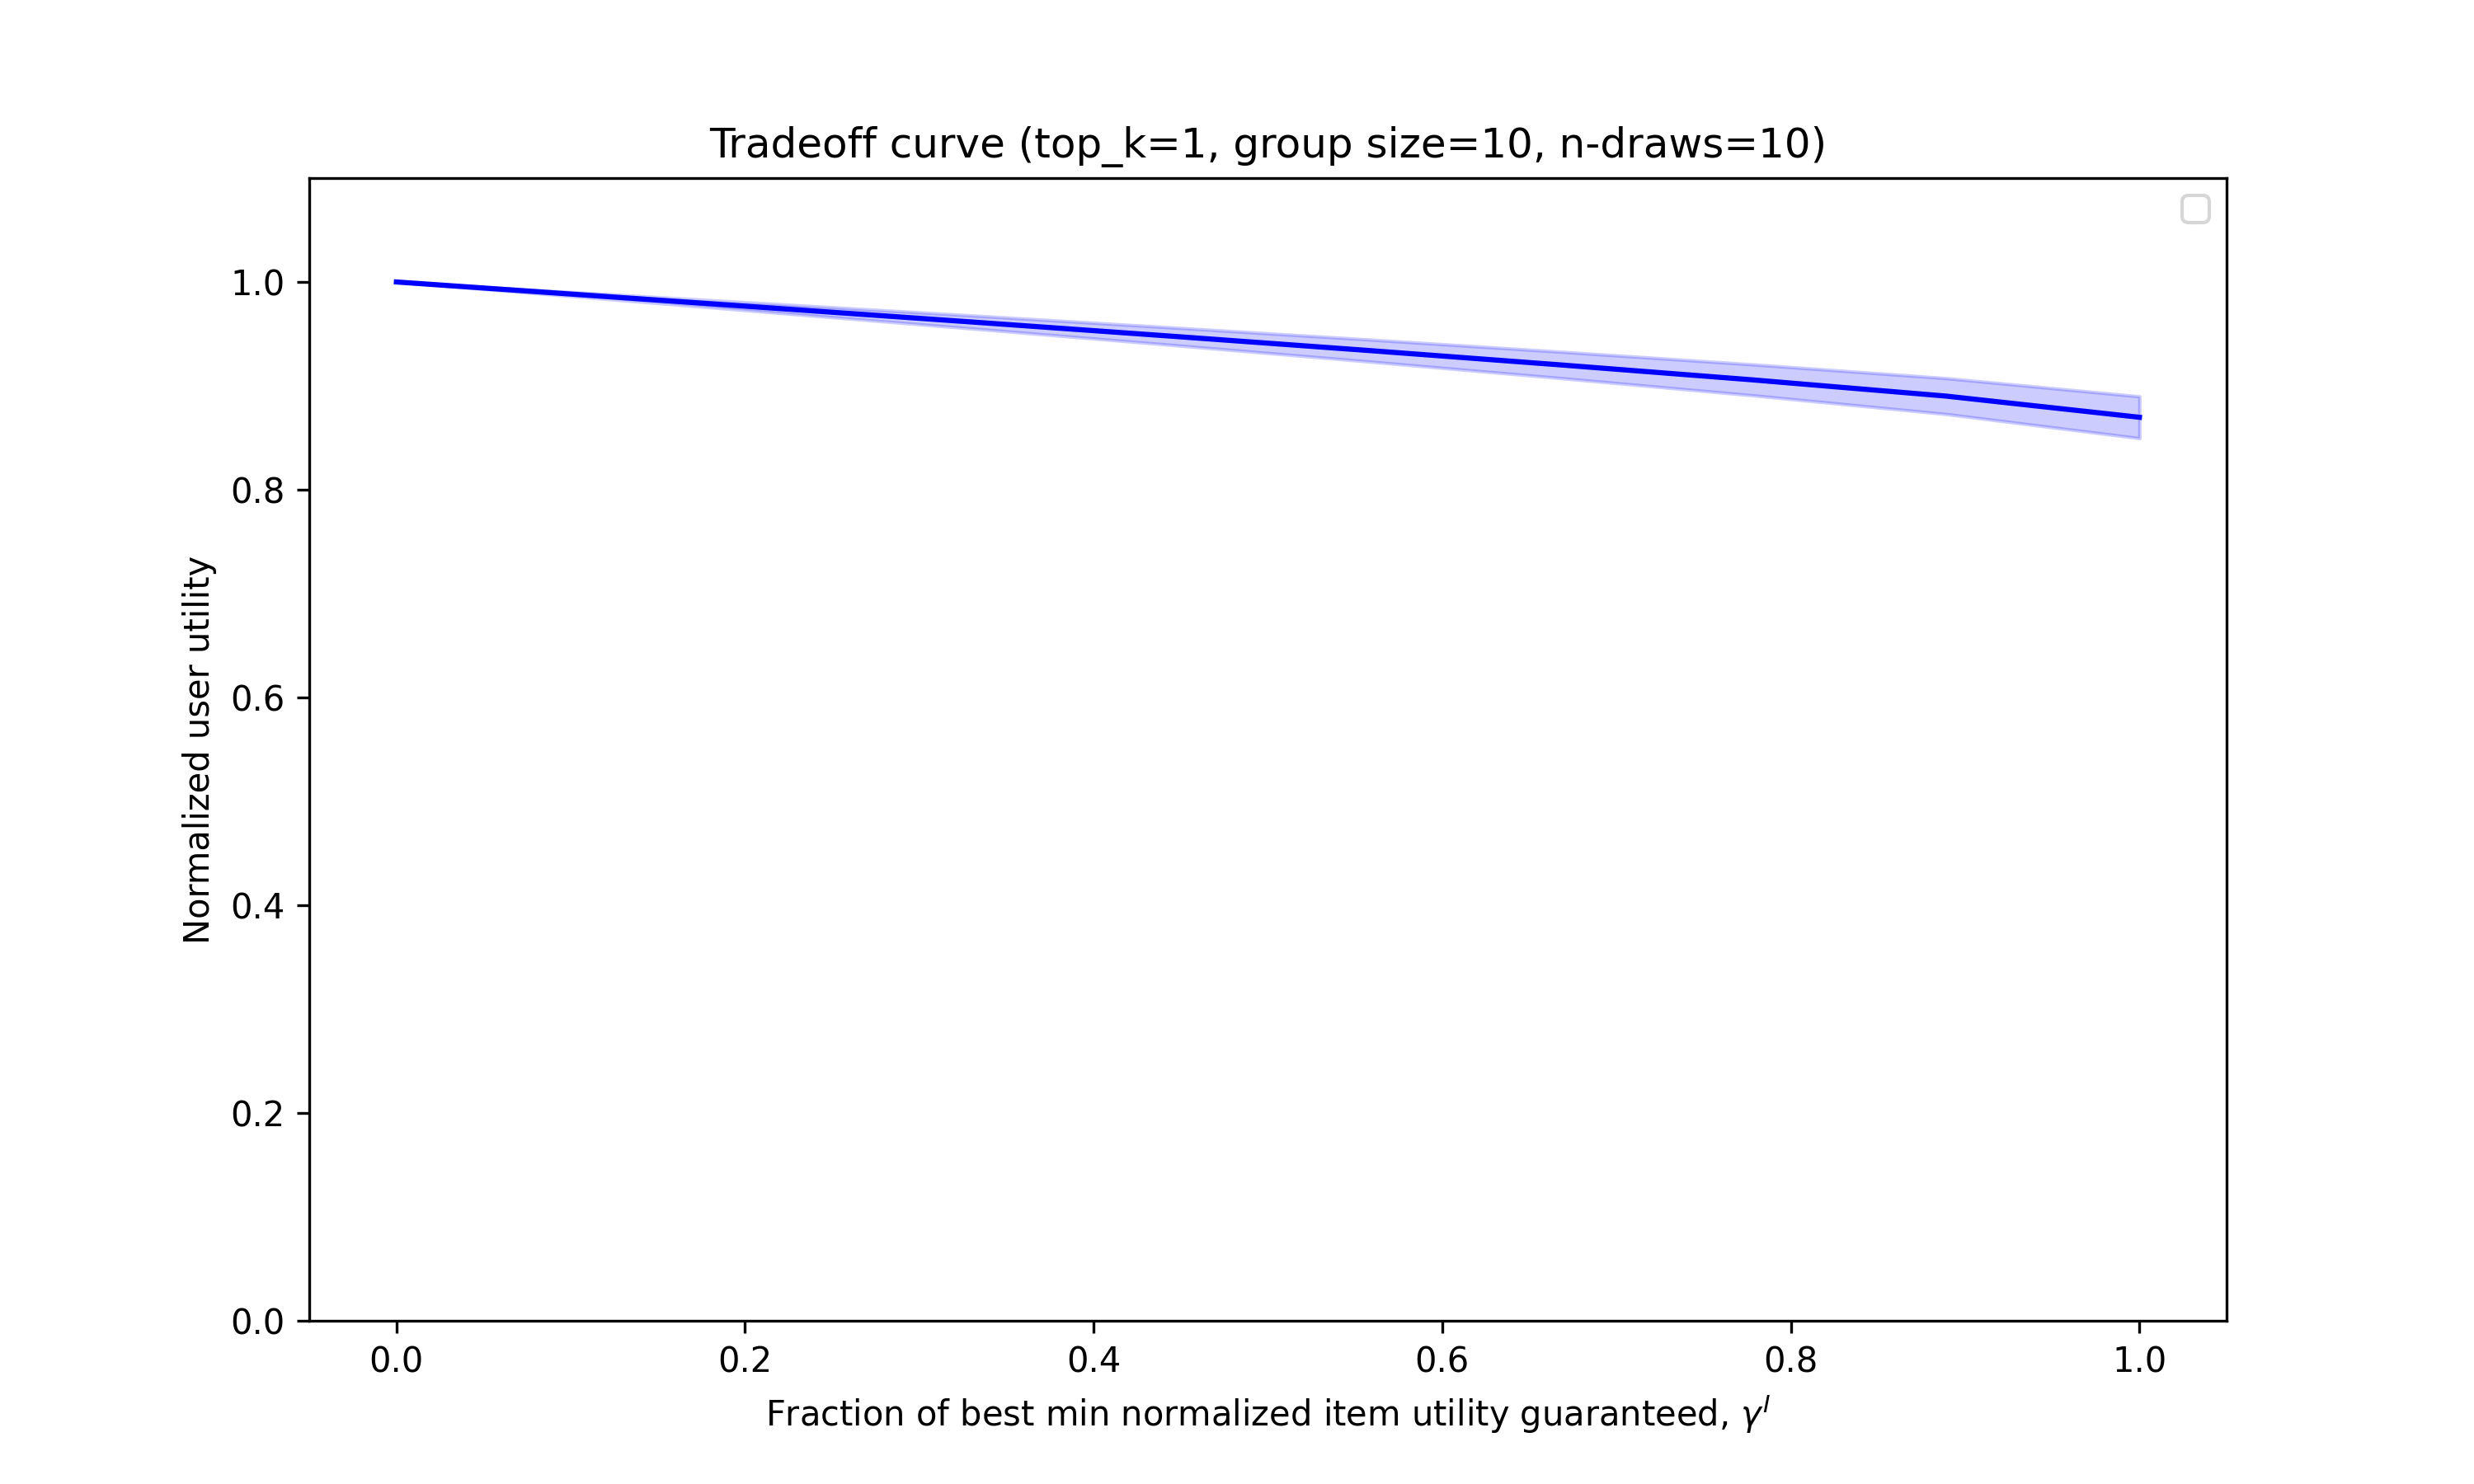 Tradeoff curve (top_k=1, group size=10, n-draws=10)
Normalized user utility
1.0
0.8
0.6
0.4
0.2
0.0
0.0 0.2 0.4 0.6 0.8 1.0
Fraction of best min normalized item utility guaranteed, γᴵ